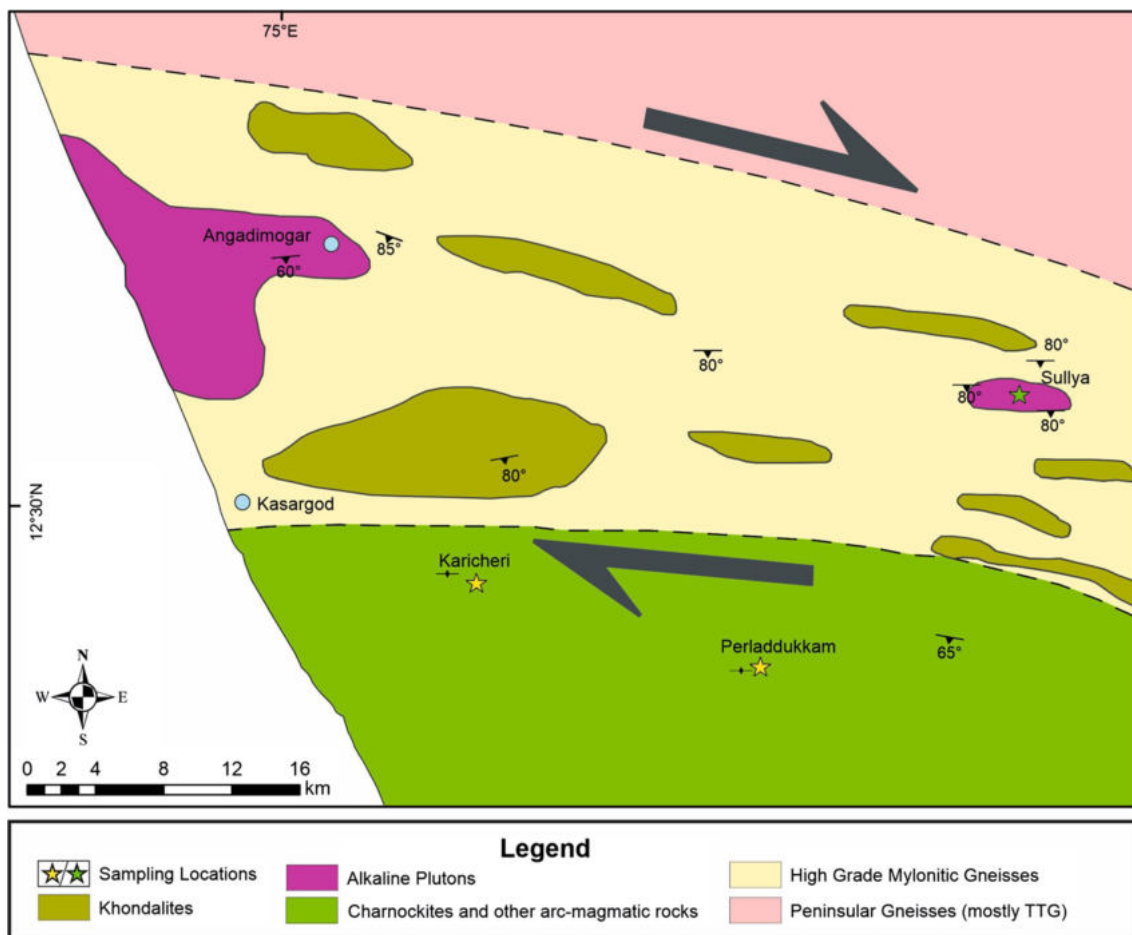 75°E
Angadimogar
85°
60°
80°
80°
Sullya
80°
80°
80°
12°30'N
Kasargod
Karicheri
Perladdukkam
65°
N
W E
S
0 2 4 8 12 16
km
Legend
Sampling Locations
Alkaline Plutons
High Grade Mylonitic Gneisses
Khondalites
Charnockites and other arc-magmatic rocks
Peninsular Gneisses (mostly TTG)